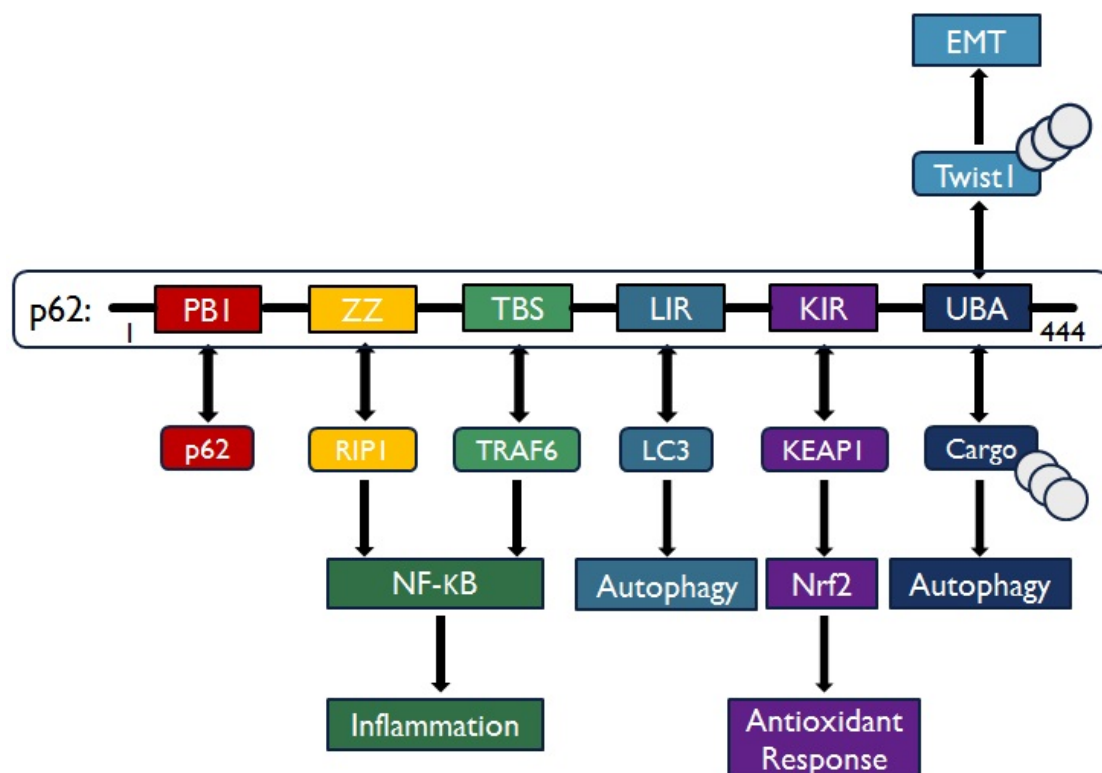 EMT
Twist1
p62:
PB1
ZZ
TBS
LIR
KIR
UBA
1
444
p62
RIP1
TRAF6
LC3
KEAP1
Cargo
NF-κB
Autophagy
Nrf2
Autophagy
Inflammation
Antioxidant
Response